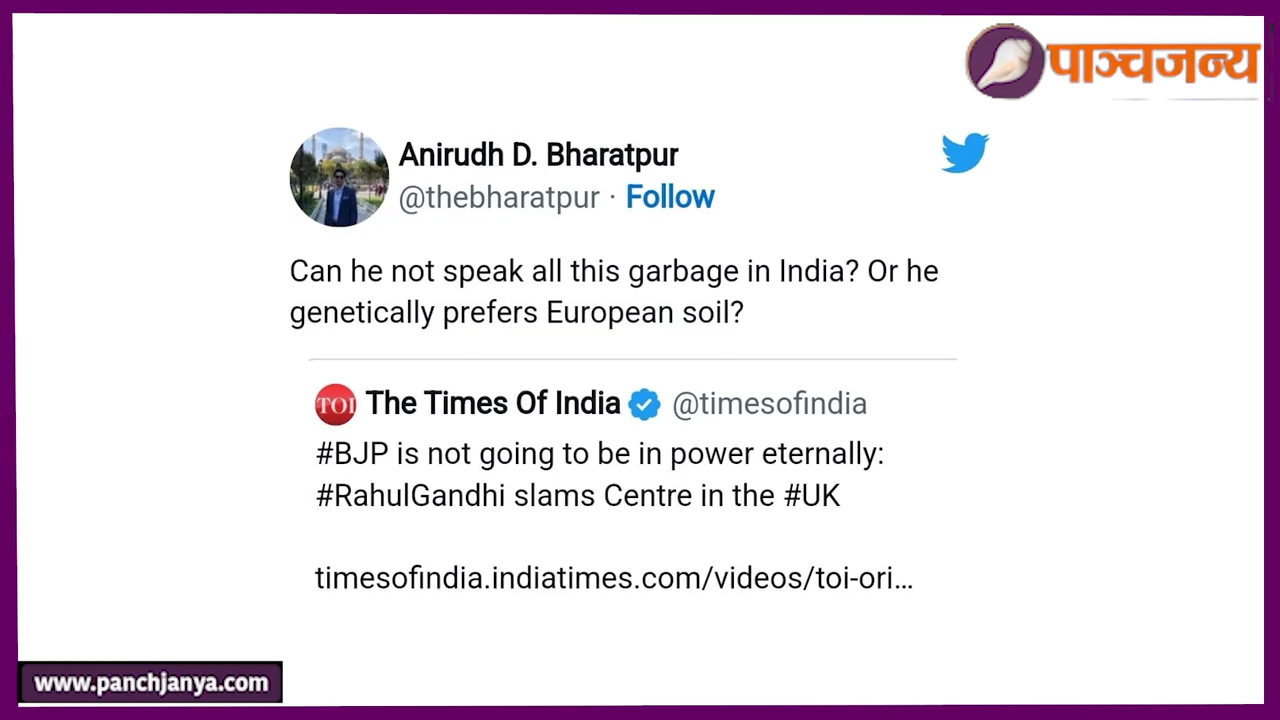 पाञ्चजन्य
Anirudh D. Bharatpur
@thebharatpur · Follow
Can he not speak all this garbage in India? Or he
genetically prefers European soil?
TOI The Times Of India @timesofindia
#BJP is not going to be in power eternally:
#RahulGandhi slams Centre in the #UK
timesofindia.indiatimes.com/videos/toi-ori...
www.panchjanya.com